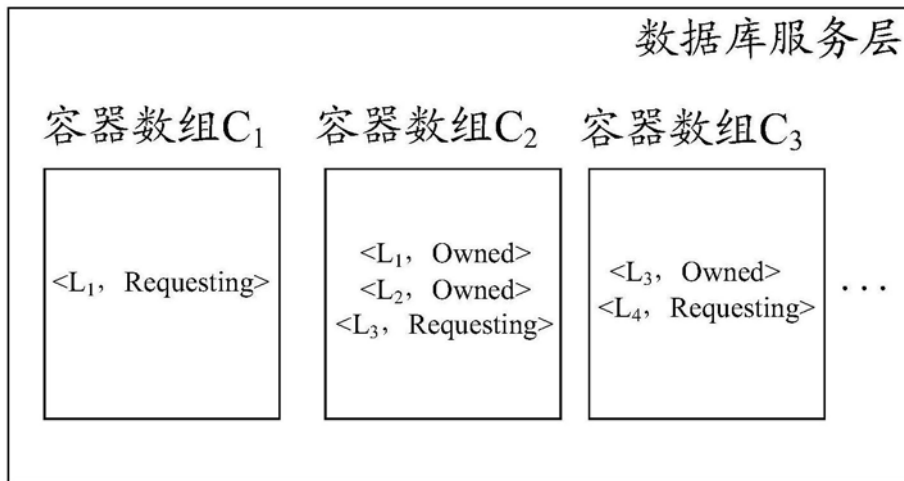 数据库服务层
容器数组C₁
容器数组C₂
容器数组C₃
<L₁, Requesting>
<L₁, Owned>
<L₂, Owned>
<L₃, Requesting>
<L₃, Owned>
<L₄, Requesting>
...